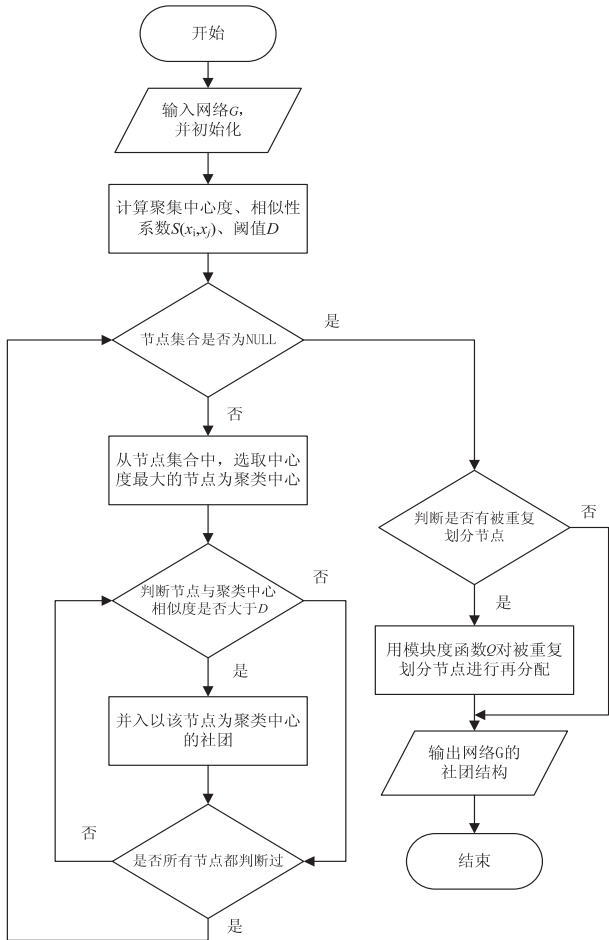 开始
输入网络G，
并初始化
计算聚集中心度、相似性
系数S(xi,xj)、阈值D
节点集合是否为NULL
是
否
从节点集合中，选取中心
度最大的节点为聚类中心
判断节点与聚类中心
相似度是否大于D
否
是
并入以该节点为聚类中心
的社团
否
是否所有节点都判断过
是
判断是否有被重复
划分节点
否
是
用模块度函数Q对被重复
划分节点进行再分配
输出网络G的
社团结构
结束